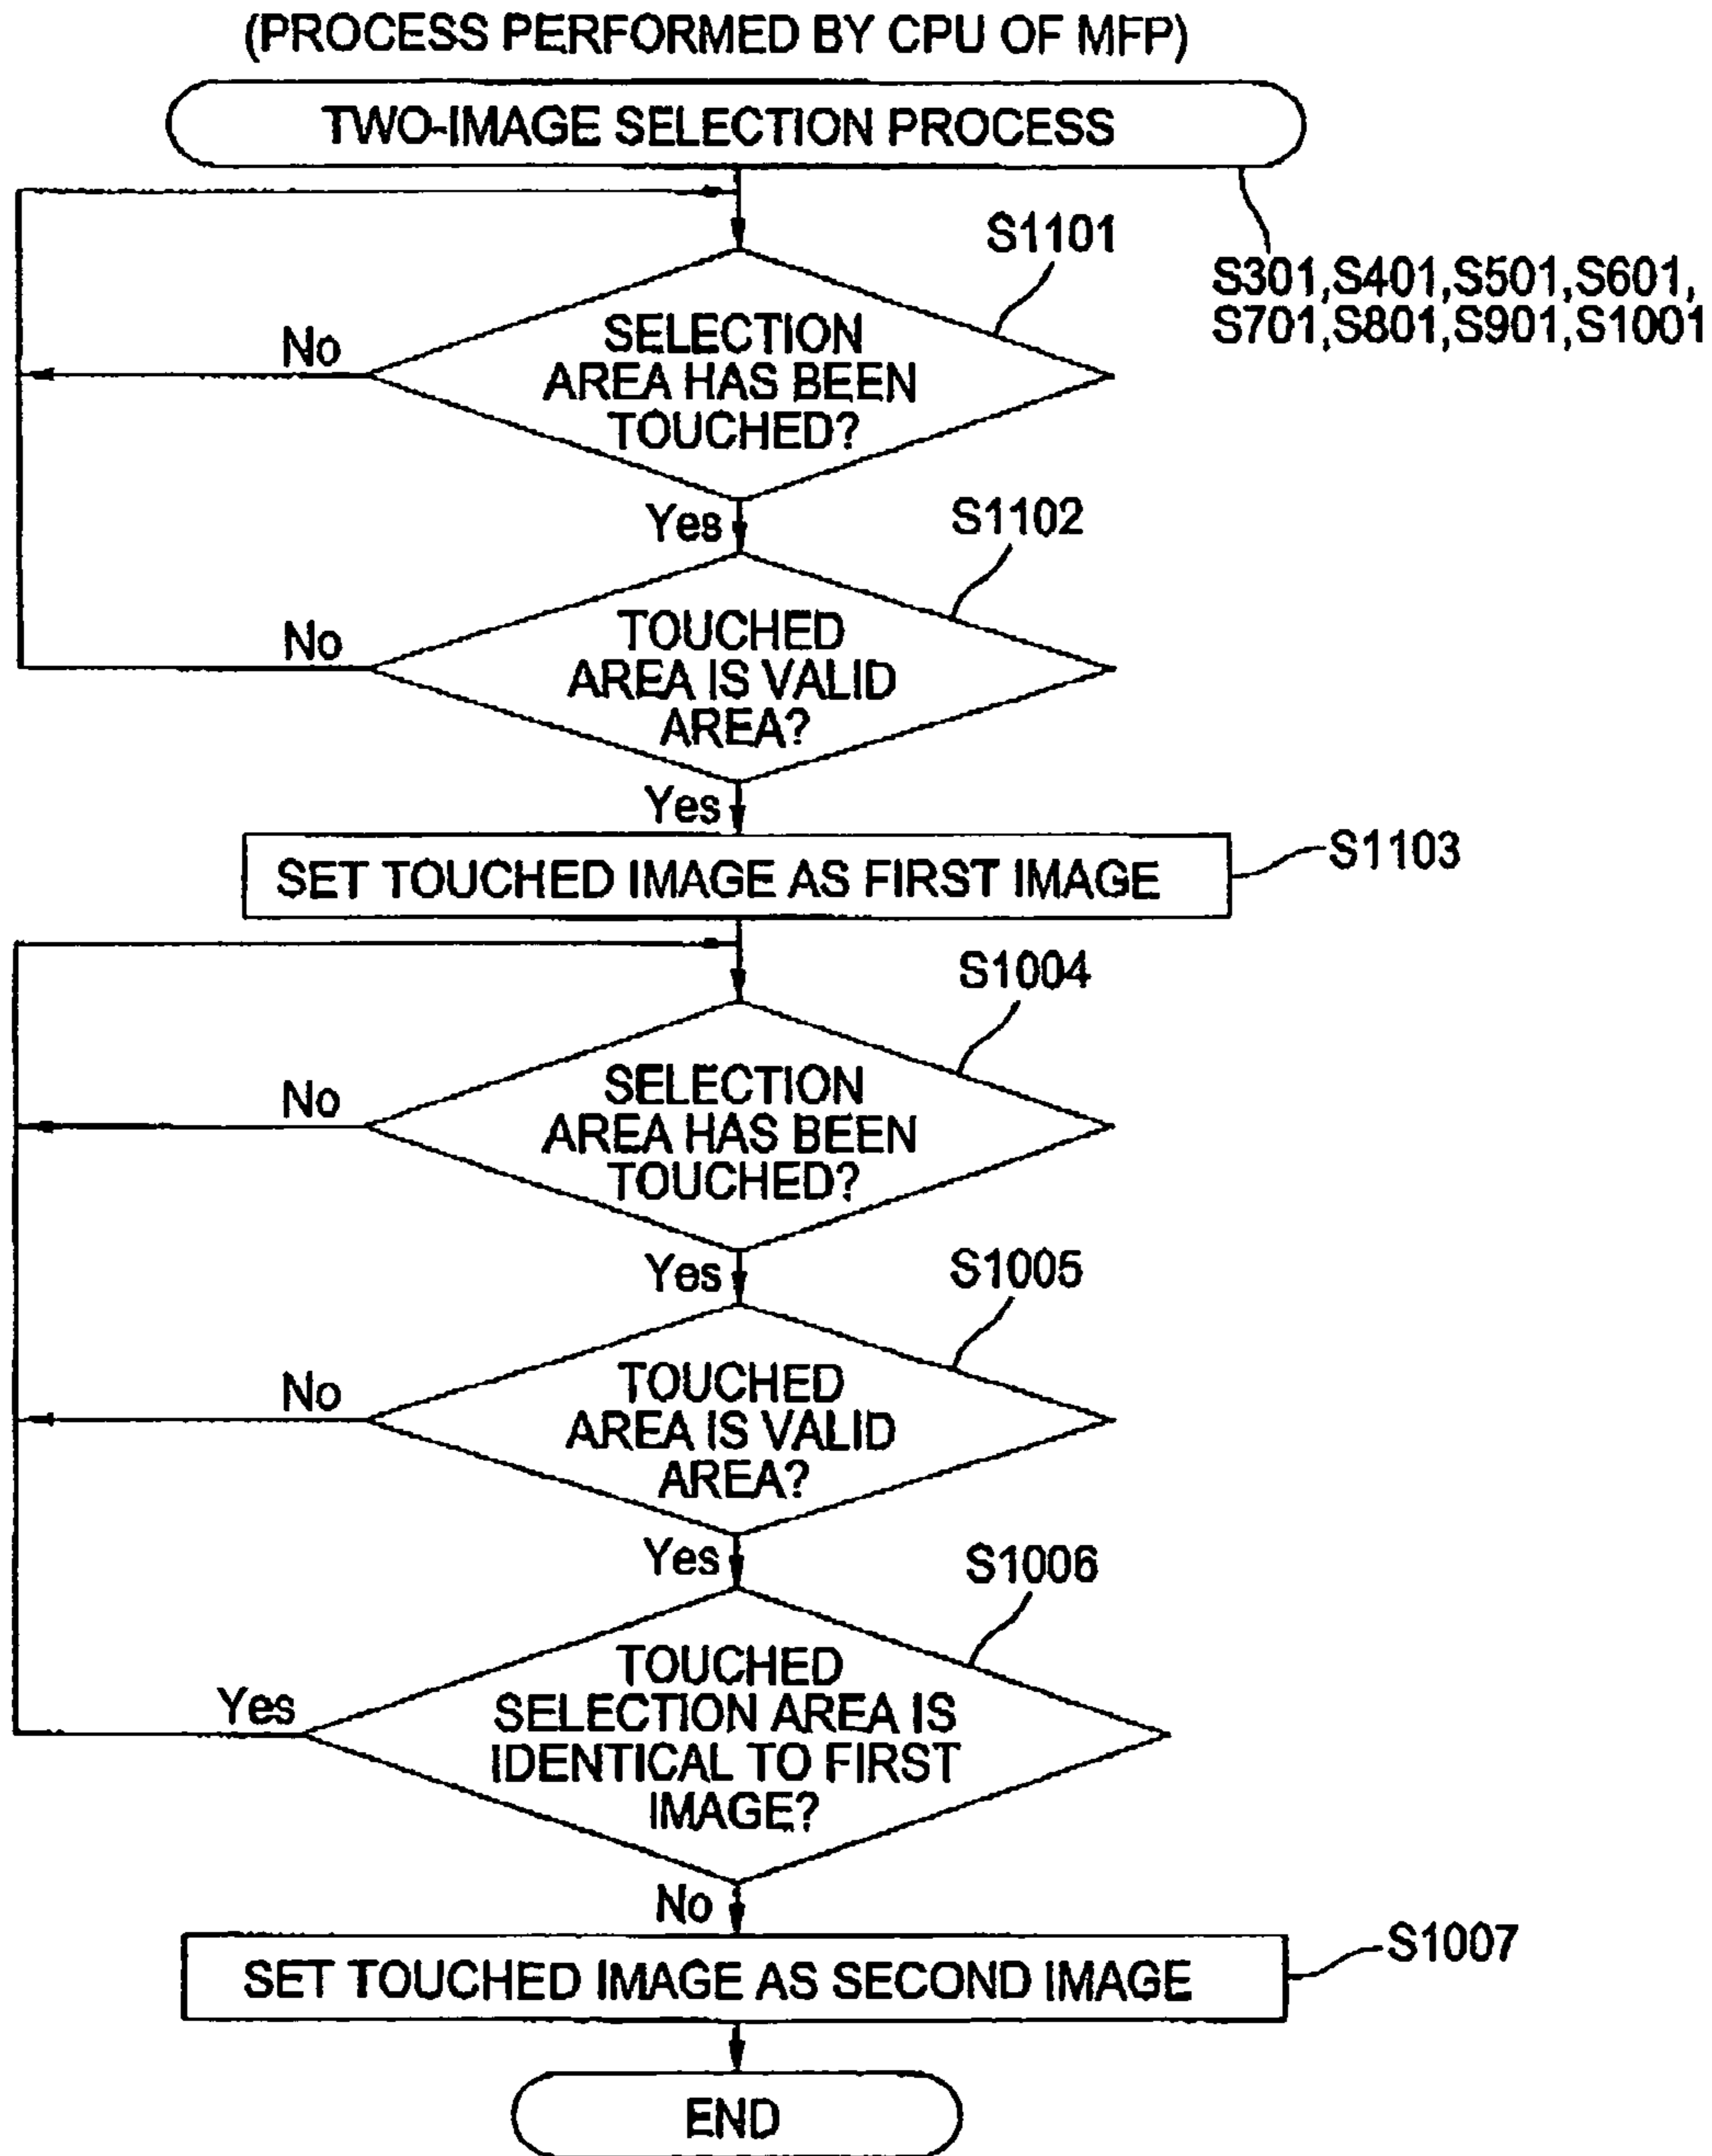 (PROCESS PERFORMED BY CPU OF MFP)
TWO-IMAGE SELECTION PROCESS
S301,S401,S501,S601,
S701,S801,S901,S1001
S1101
SELECTION
AREA HAS BEEN
TOUCHED?
No
Yes
S1102
TOUCHED
AREA IS VALID
AREA?
No
Yes
SET TOUCHED IMAGE AS FIRST IMAGE
S1103
S1004
SELECTION
AREA HAS BEEN
TOUCHED?
No
Yes
S1005
TOUCHED
AREA IS VALID
AREA?
No
Yes
S1006
TOUCHED
SELECTION AREA IS
IDENTICAL TO FIRST
IMAGE?
Yes
No
SET TOUCHED IMAGE AS SECOND IMAGE
S1007
END